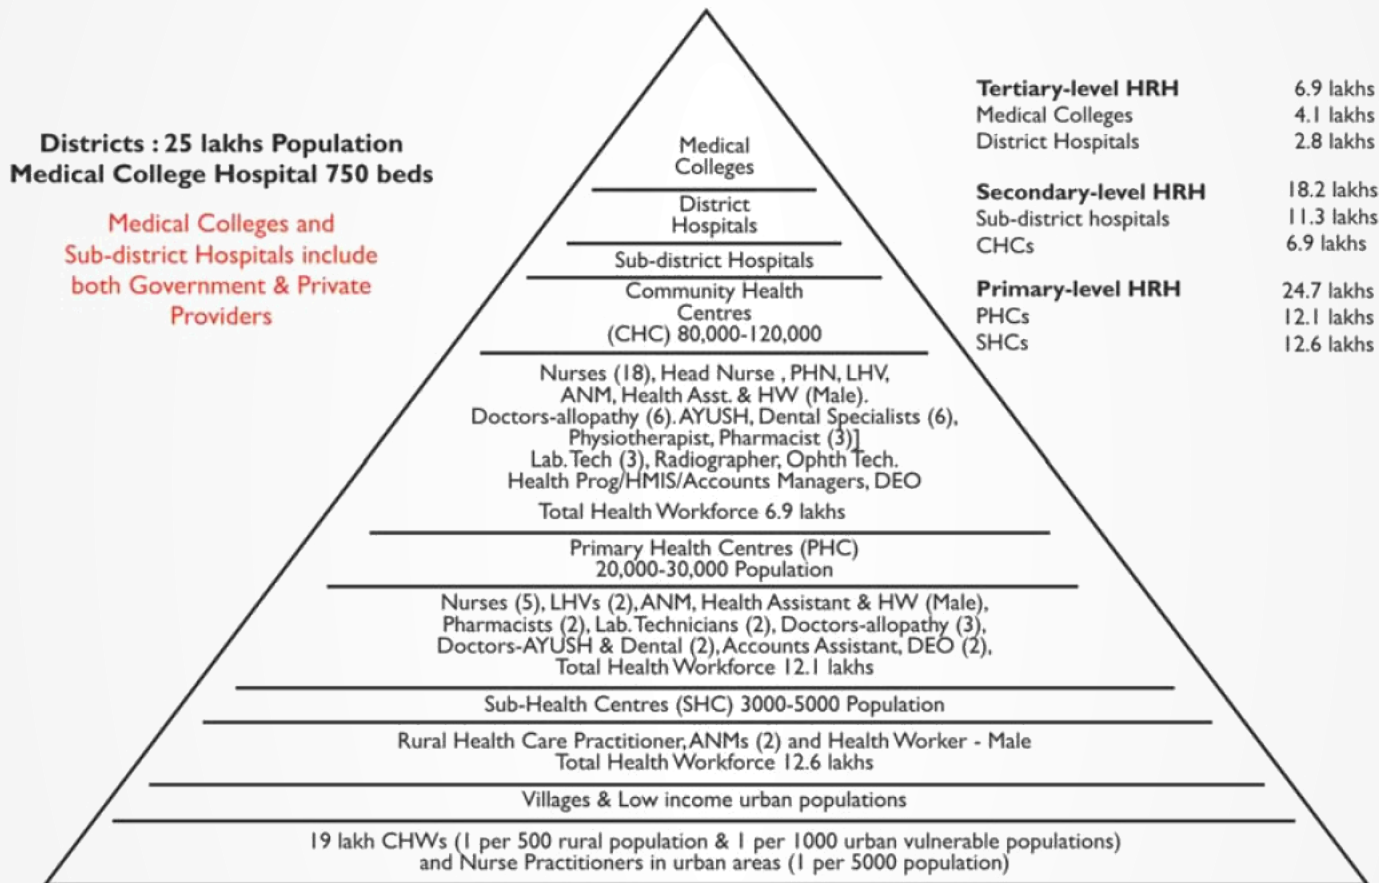 Districts : 25 lakhs Population
Medical College Hospital 750 beds
Medical Colleges and
Sub-district Hospitals include
both Government & Private
Providers
Medical
Colleges
District
Hospitals
Sub-district Hospitals
Community Health
Centres
(CHC) 80,000-120,000
Nurses (18), Head Nurse , PHN, LHV,
ANM, Health Asst. & HW (Male).
Doctors-allopathy (6). AYUSH, Dental Specialists (6),
Physiotherapist, Pharmacist (3)]
Lab. Tech (3), Radiographer, Ophth Tech.
Health Prog/HMIS/Accounts Managers, DEO
Total Health Workforce 6.9 lakhs
Primary Health Centres (PHC)
20,000-30,000 Population
Nurses (5), LHVs (2), ANM, Health Assistant & HW (Male),
Pharmacists (2), Lab. Technicians (2), Doctors-allopathy (3),
Doctors-AYUSH & Dental (2), Accounts Assistant, DEO (2),
Total Health Workforce 12.1 lakhs
Sub-Health Centres (SHC) 3000-5000 Population
Rural Health Care Practitioner, ANMs (2) and Health Worker - Male
Total Health Workforce 12.6 lakhs
Villages & Low income urban populations
19 lakh CHWs (1 per 500 rural population & 1 per 1000 urban vulnerable populations)
and Nurse Practitioners in urban areas (1 per 5000 population)
Tertiary-level HRH 6.9 lakhs
Medical Colleges 4.1 lakhs
District Hospitals 2.8 lakhs
Secondary-level HRH 18.2 lakhs
Sub-district hospitals 11.3 lakhs
CHCs 6.9 lakhs
Primary-level HRH 24.7 lakhs
PHCs 12.1 lakhs
SHCs 12.6 lakhs